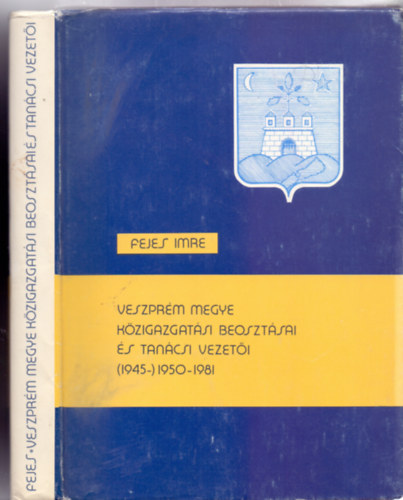 FEJES • VESZPRÉM MEGYE KÖZIGAZGATÁSI BEOSZTÁSAI ÉS TANÁCSI VEZETŐI
FEJES IMRE
VESZPRÉM MEGYE
KÖZIGAZGATÁSI BEOSZTÁSAI
ÉS TANÁCSI VEZETŐI
(1945-) 1950-1981